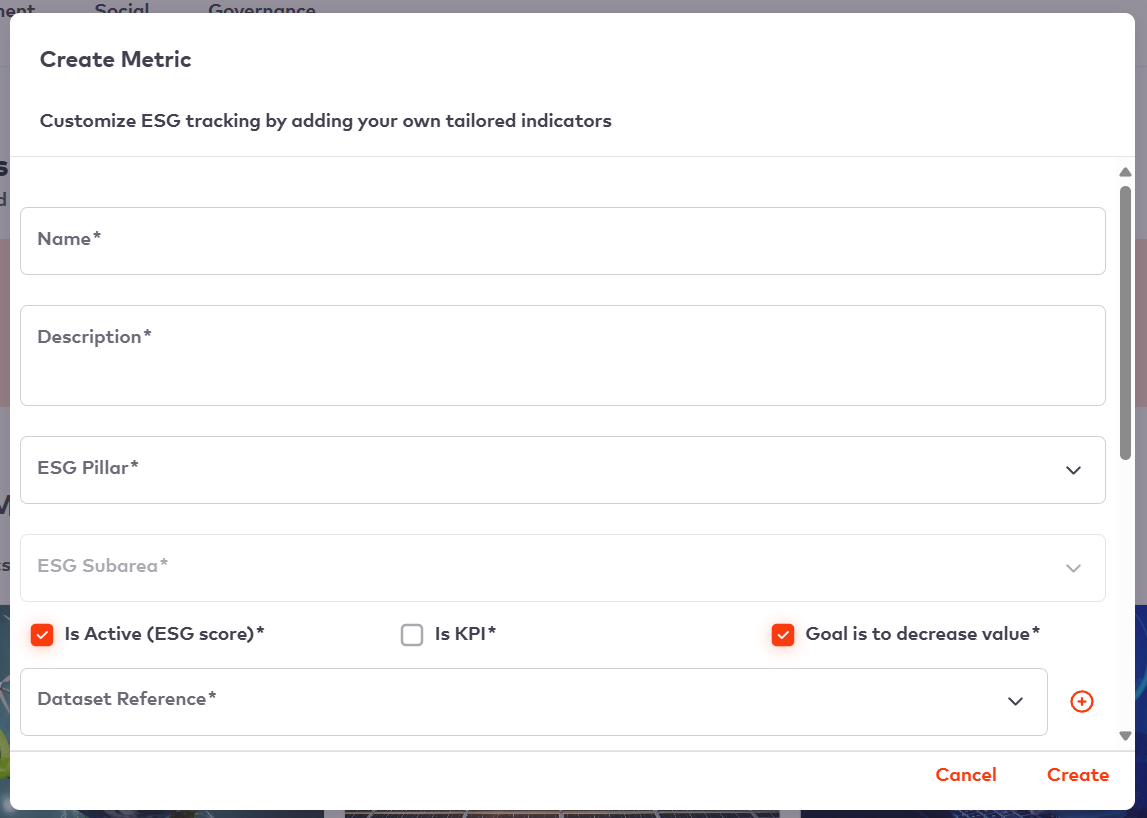 Social Governance
Create Metric
Customize ESG tracking by adding your own tailored indicators
Name*
Description*
ESG Pillar*
ESG Subarea*
Is Active (ESG score)* Is KPI* Goal is to decrease value*
Dataset Reference*
Cancel Create